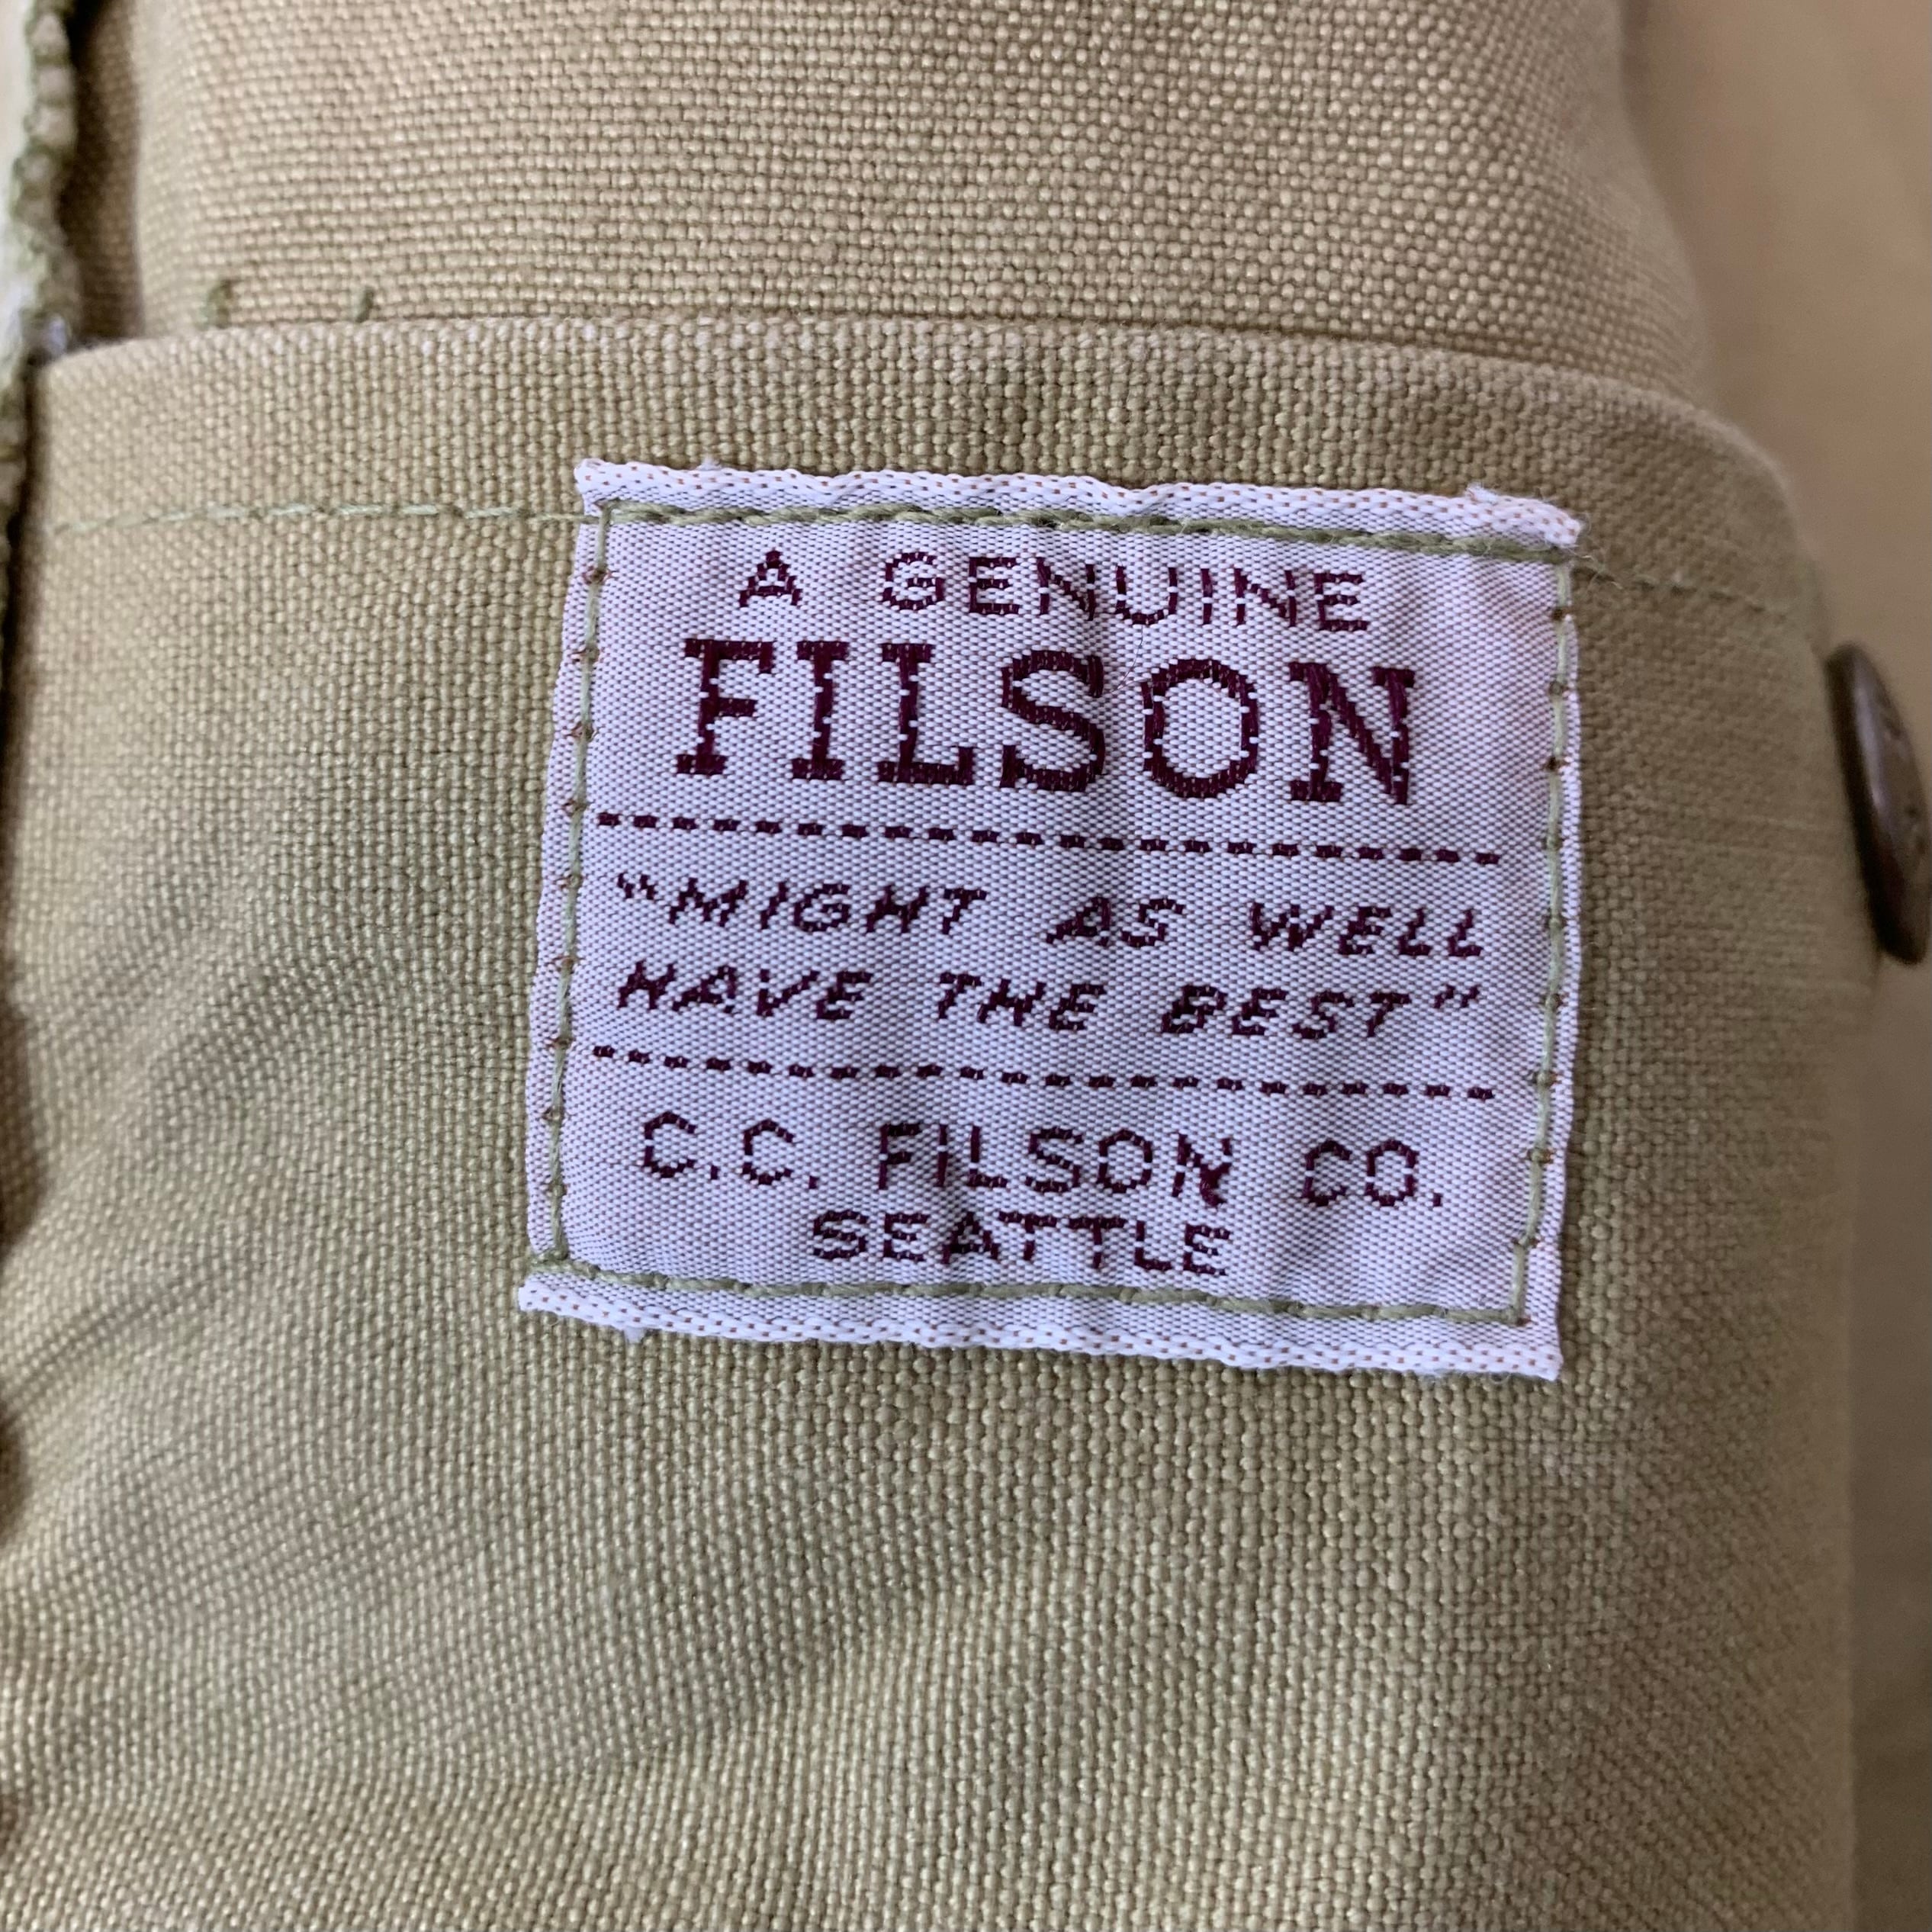 A GENUINE
FILSON
"MIGHT AS WELL
HAVE THE BEST"
C.C. FILSON CO.
SEATTLE